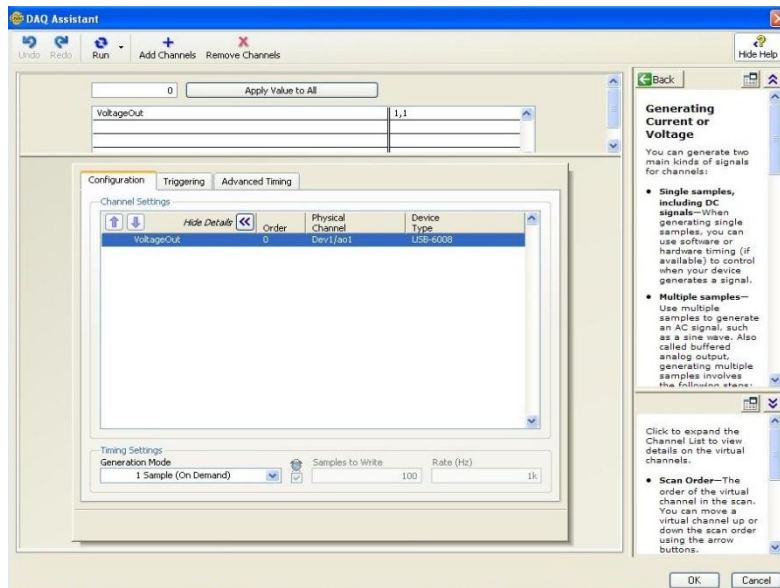 DAQ Assistant
Undo Redo Run Add Channels Remove Channels Hide Help
0 Apply Value to All
VoltageOut 1,1
Configuration Triggering Advanced Timing
Channel Settings
Hide Details Order Physical Channel Device Type
VoltageOut 0 Dev1/ao1 USB-6008
Timing Settings
Generation Mode Samples to Write Rate (Hz)
1 Sample (On Demand) 100 1k
Back
Generating
Current or
Voltage
You can generate two
main kinds of signals
for channels:
• Single samples,
including DC
signals—When
generating single
samples, you can
use software or
hardware timing (if
available) to control
when your device
generates a signal.
• Multiple samples—
Use multiple
samples to generate
an AC signal, such
as a sine wave. Also
called buffered
analog output,
generating multiple
samples involves
the following steps:
Click to expand the
Channel List to view
details on the virtual
channels.
• Scan Order—The
order of the virtual
channel in the scan.
You can move a
virtual channel up or
down the scan order
using the arrow
buttons.
OK Cancel